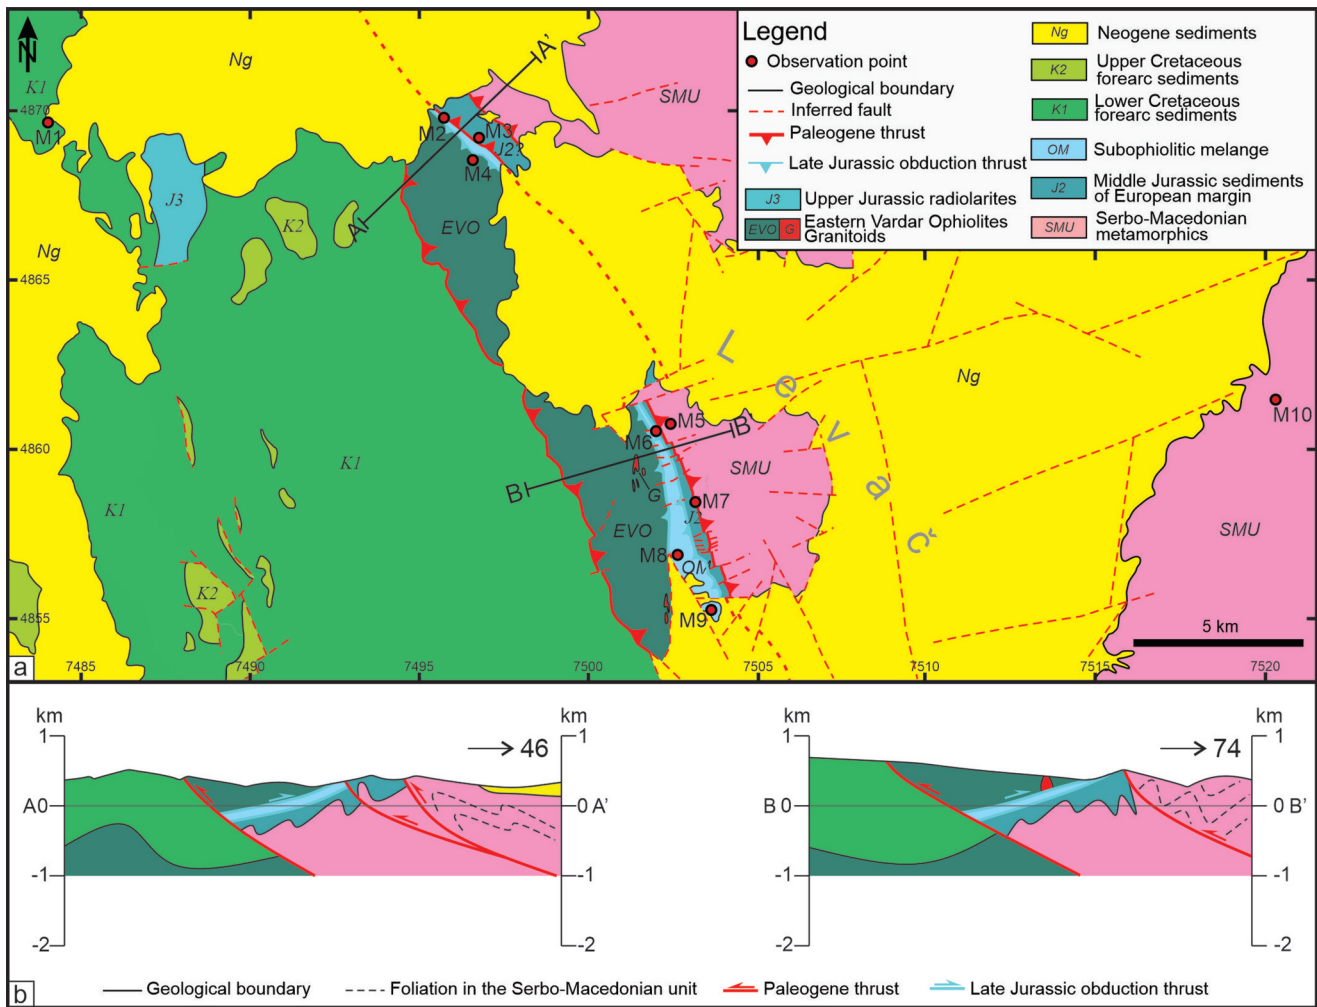 N
Legend
Observation point
Geological boundary
Inferred fault
Paleogene thrust
Late Jurassic obduction thrust
J3 Upper Jurassic radiolarites
EVO G Eastern Vardar Ophiolites
Granitoids
Ng Neogene sediments
K2 Upper Cretaceous
forearc sediments
K1 Lower Cretaceous
forearc sediments
OM Subophiolitic melange
J2 Middle Jurassic sediments
of European margin
SMU Serbo-Macedonian
metamorphics
K1
Ng
A'
SMU
4870
M1
M2
M3
J2?
M4
J3
K2
A
EVO
Ng
4865
L e v a č
Ng
M10
M5
M6
B'
4860
K1
SMU
B
G
K1
M7
J2
EVO
SMU
M8
OM
K2
M9
4855
5 km
a
7485
7490
7495
7500
7505
7510
7515
7520
km
km
1
1
46
A 0
0 A'
-1
-1
-2
-2
km
km
1
1
74
B 0
0 B'
-1
-1
-2
-2
b
Geological boundary
Foliation in the Serbo-Macedonian unit
Paleogene thrust
Late Jurassic obduction thrust